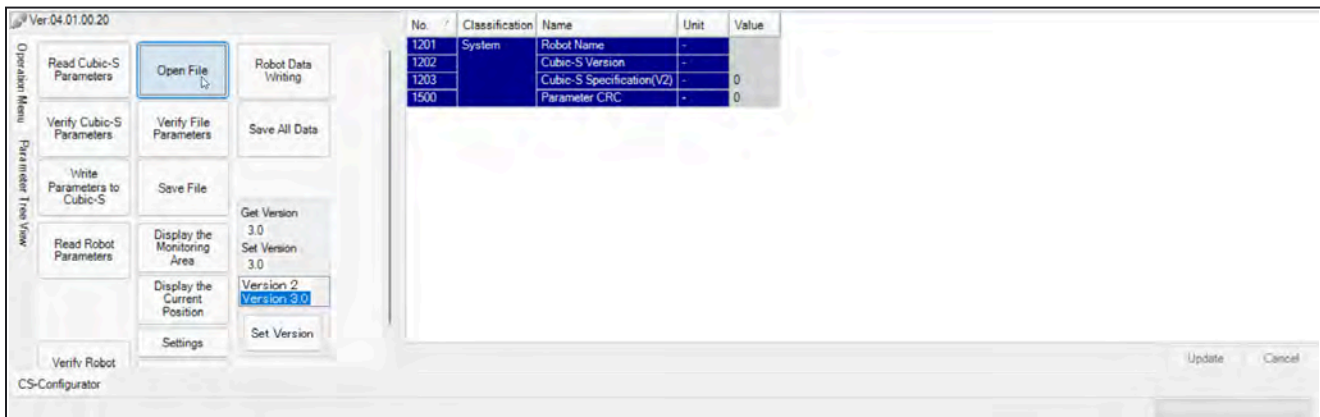 Ver:04.01.00.20
Operation Menu
Parameter Tree View
Read Cubic-S
Parameters
Open File
Robot Data
Writing
Verify Cubic-S
Parameters
Verify File
Parameters
Save All Data
Write
Parameters to
Cubic-S
Save File
Read Robot
Parameters
Display the
Monitoring
Area
Get Version
3.0
Set Version
3.0
Version 2
Version 3.0
Set Version
Display the
Current
Position
Settings
Verify Robot
CS-Configurator
No. / Classification Name Unit Value
1201 System Robot Name -
1202 Cubic-S Version -
1203 Cubic-S Specification(V2) - 0
1500 Parameter CRC - 0
Update Cancel